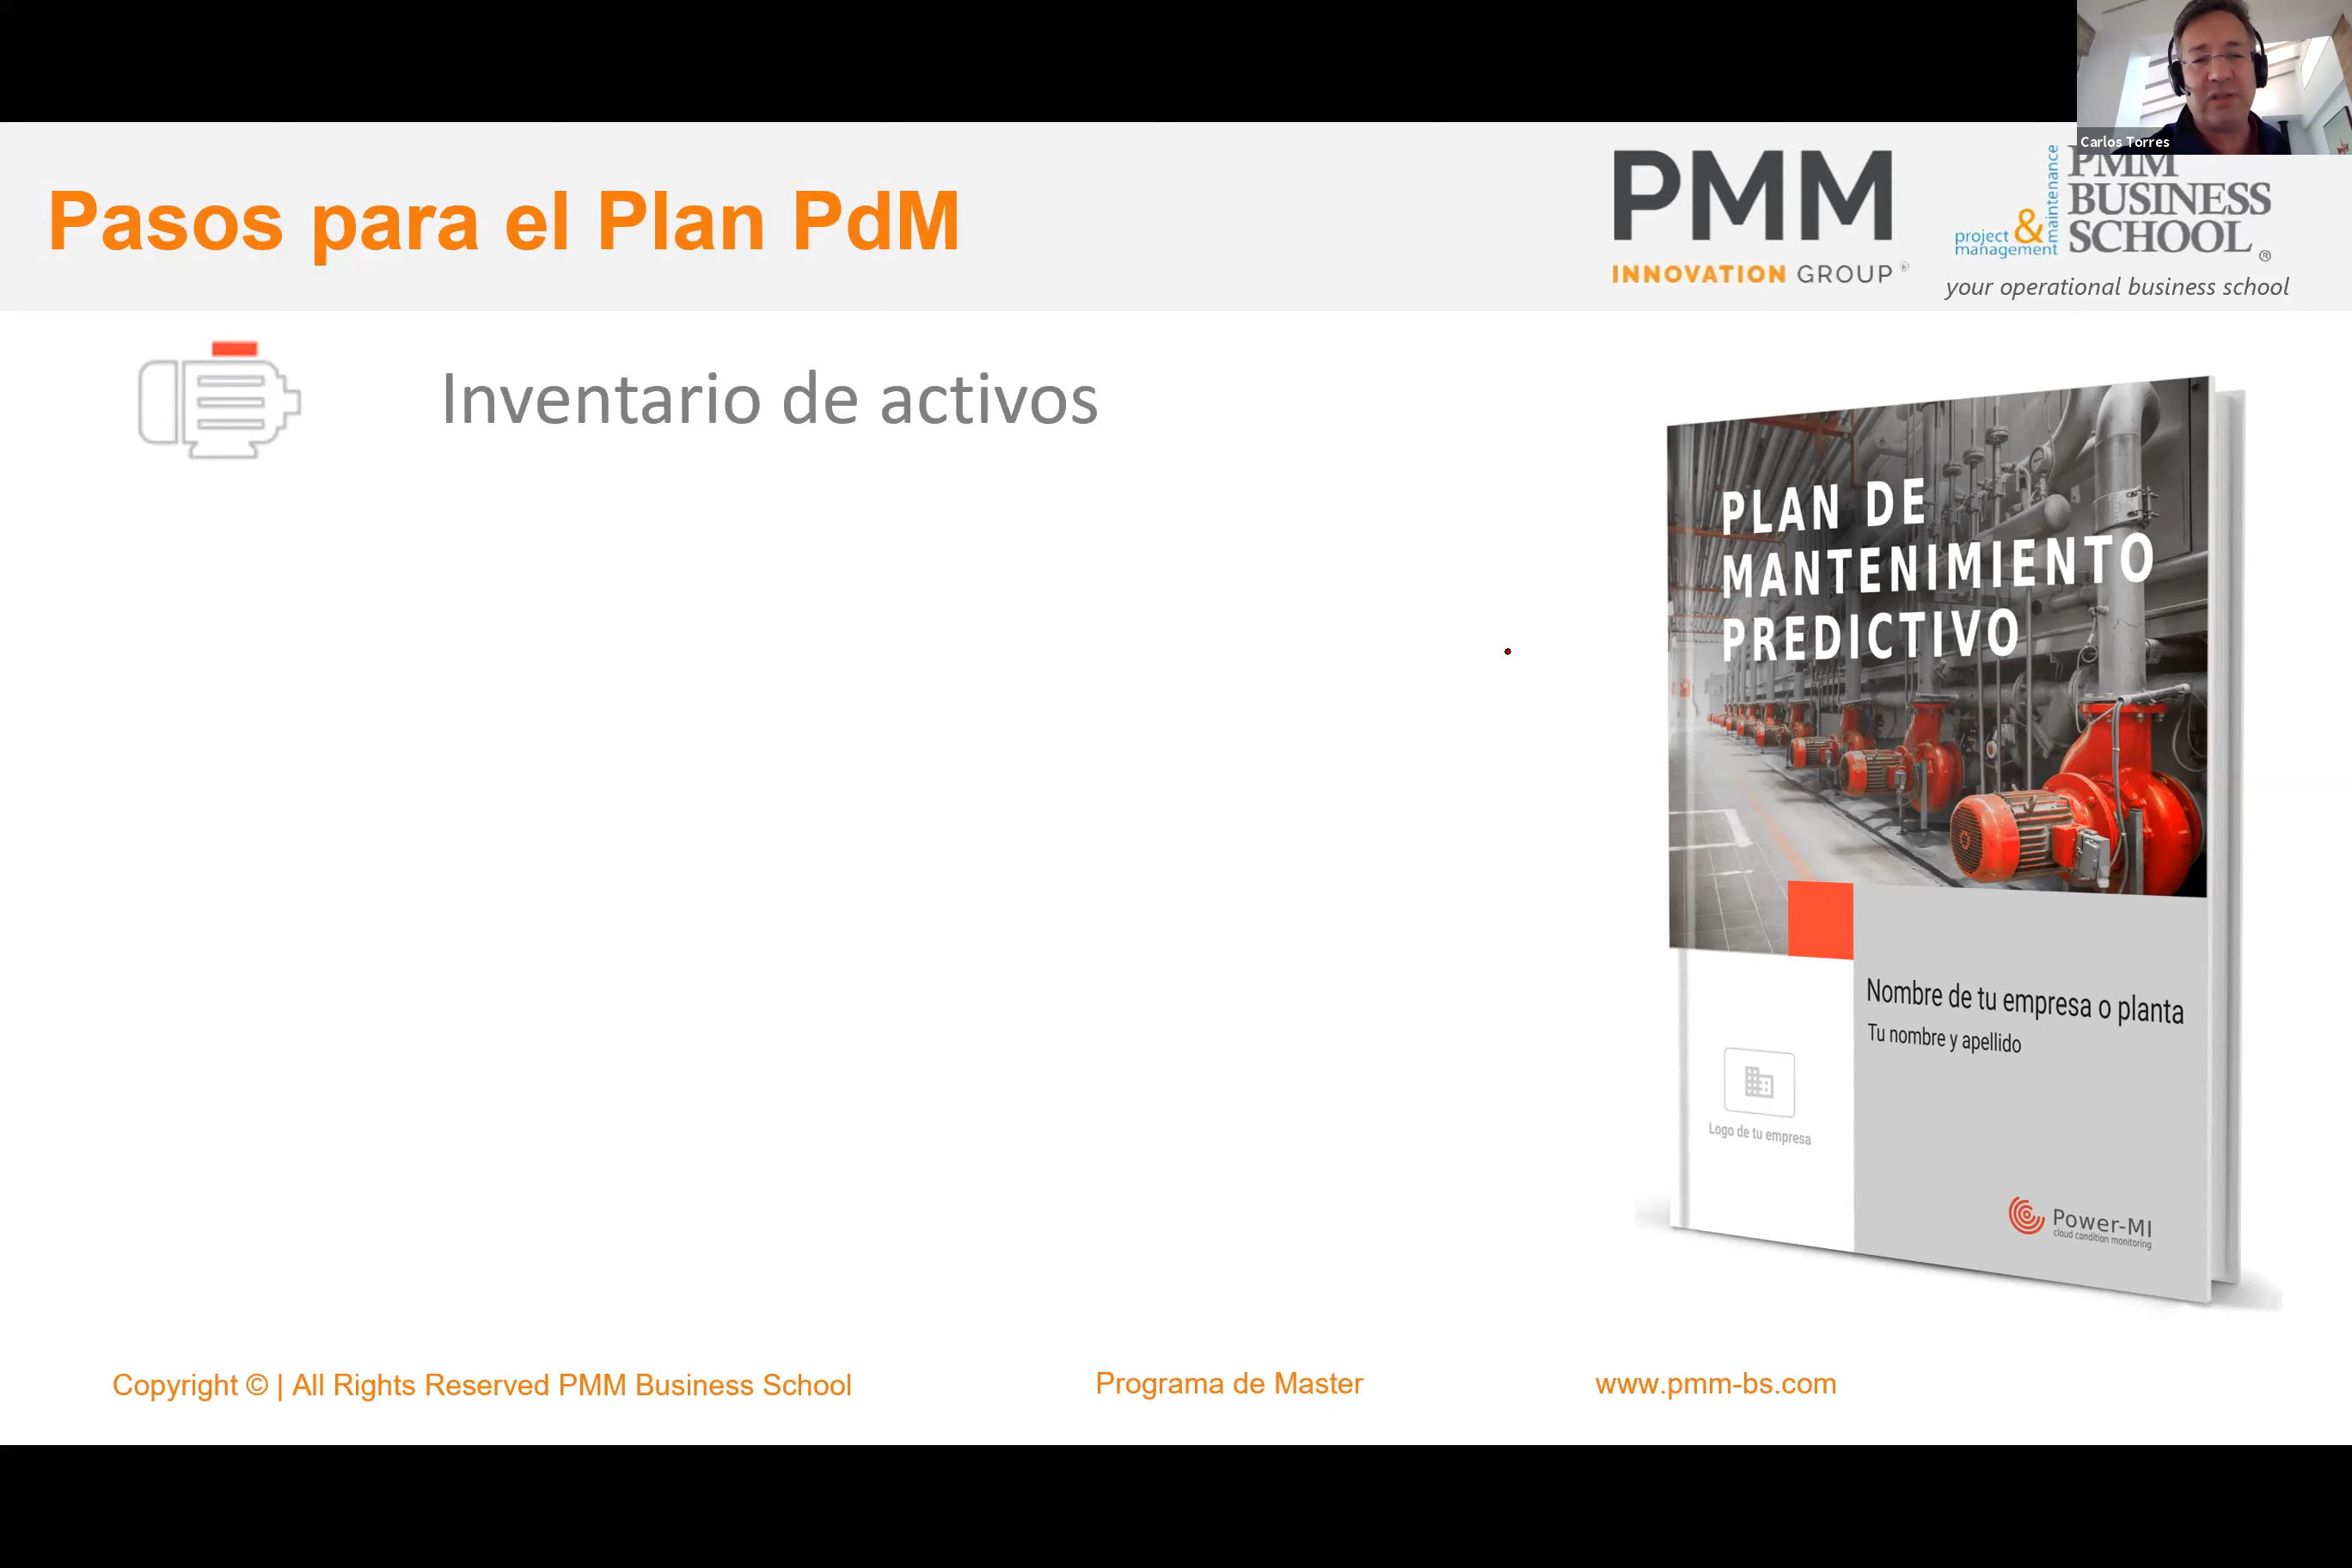 Carlos Torres
Pasos para el Plan PdM
PMM
INNOVATION GROUP ®
project & management
maintenance
PMM
BUSINESS
SCHOOL ®
your operational business school
Inventario de activos
PLAN DE
MANTENIMIENTO
PREDICTIVO
Nombre de tu empresa o planta
Tu nombre y apellido
Logo de tu empresa
Power-MI
cloud condition monitoring
Copyright © | All Rights Reserved PMM Business School
Programa de Master
www.pmm-bs.com